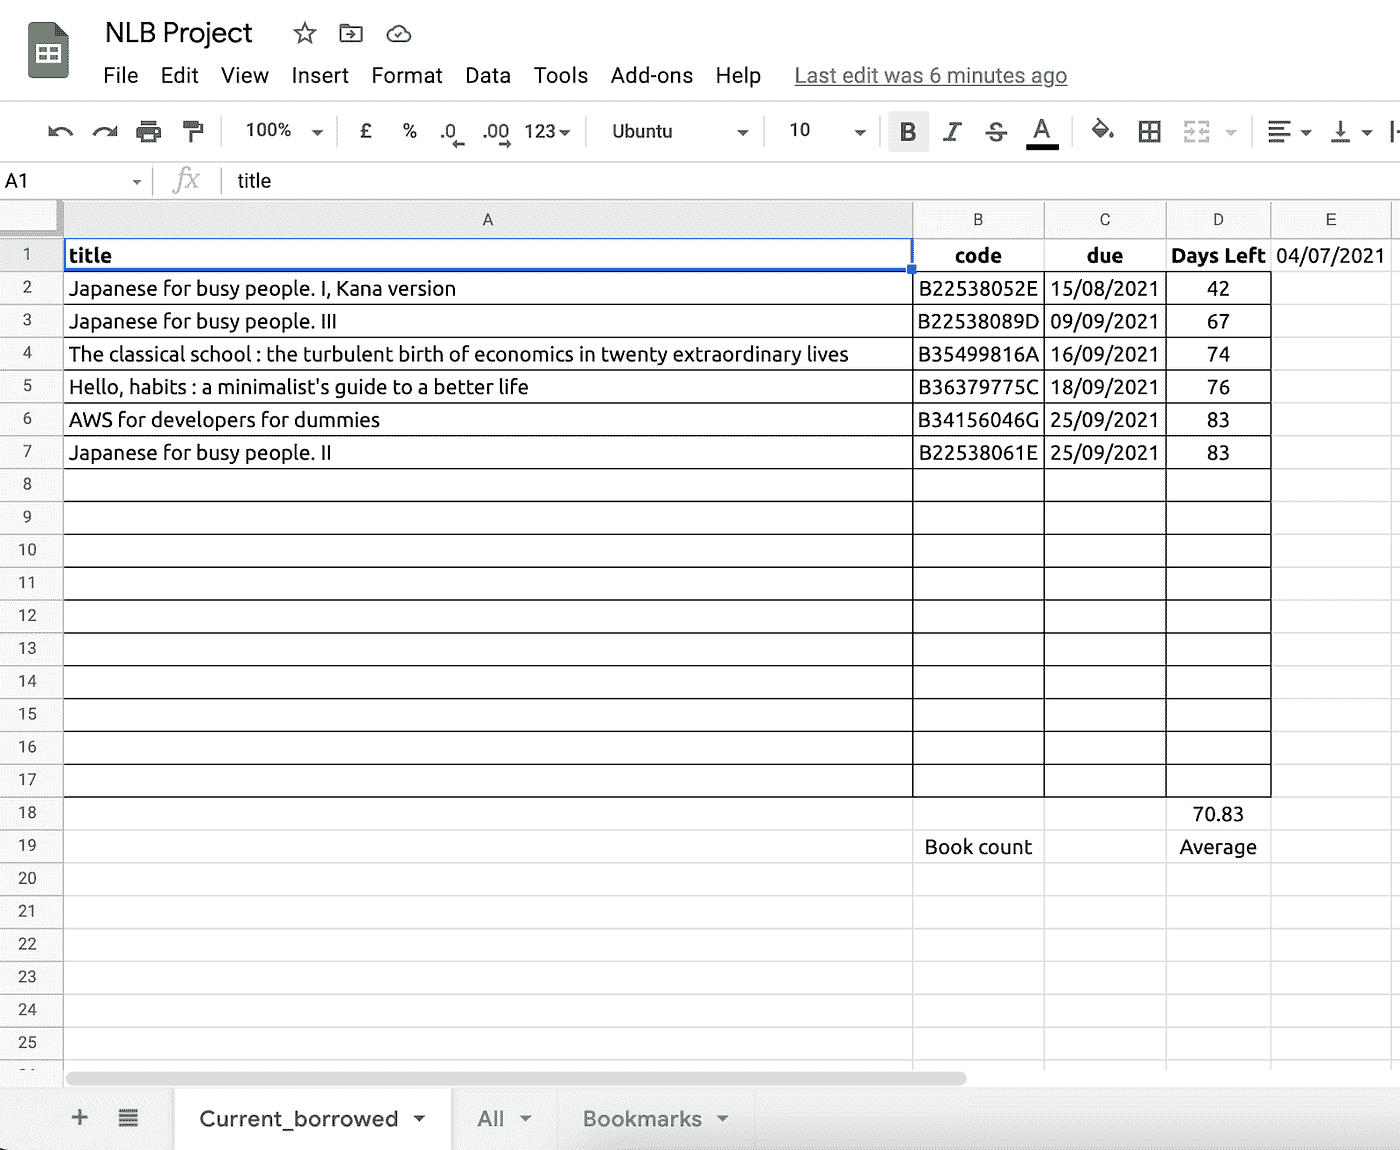 NLB Project
File Edit View Insert Format Data Tools Add-ons Help Last edit was 6 minutes ago
100% £ % .0 .00 123 Ubuntu 10 B I S A
A1 fx title
A B C D E
1 title code due Days Left 04/07/2021
2 Japanese for busy people. I, Kana version B22538052E 15/08/2021 42
3 Japanese for busy people. III B22538089D 09/09/2021 67
4 The classical school : the turbulent birth of economics in twenty extraordinary lives B35499816A 16/09/2021 74
5 Hello, habits : a minimalist's guide to a better life B36379775C 18/09/2021 76
6 AWS for developers for dummies B34156046G 25/09/2021 83
7 Japanese for busy people. II B22538061E 25/09/2021 83
8
9
10
11
12
13
14
15
16
17
18 70.83
19 Book count Average
20
21
22
23
24
25
+ Current_borrowed All Bookmarks